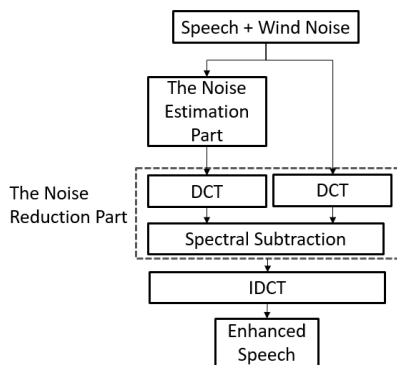 Speech + Wind Noise
The Noise
Estimation
Part
The Noise
Reduction Part
DCT
DCT
Spectral Subtraction
IDCT
Enhanced
Speech